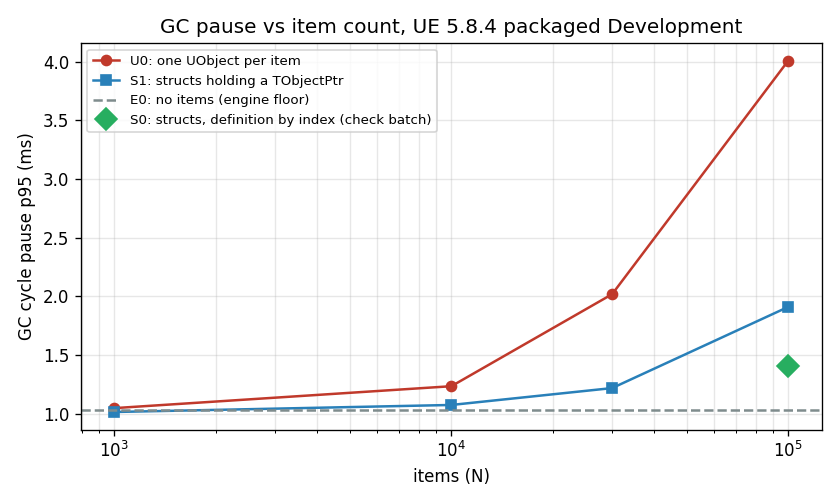 GC pause vs item count, UE 5.8.4 packaged Development
U0: one UObject per item
S1: structs holding a TObjectPtr
E0: no items (engine floor)
S0: structs, definition by index (check batch)
GC cycle pause p95 (ms)
4.0
3.5
3.0
2.5
2.0
1.5
1.0
10³
10⁴
10⁵
items (N)